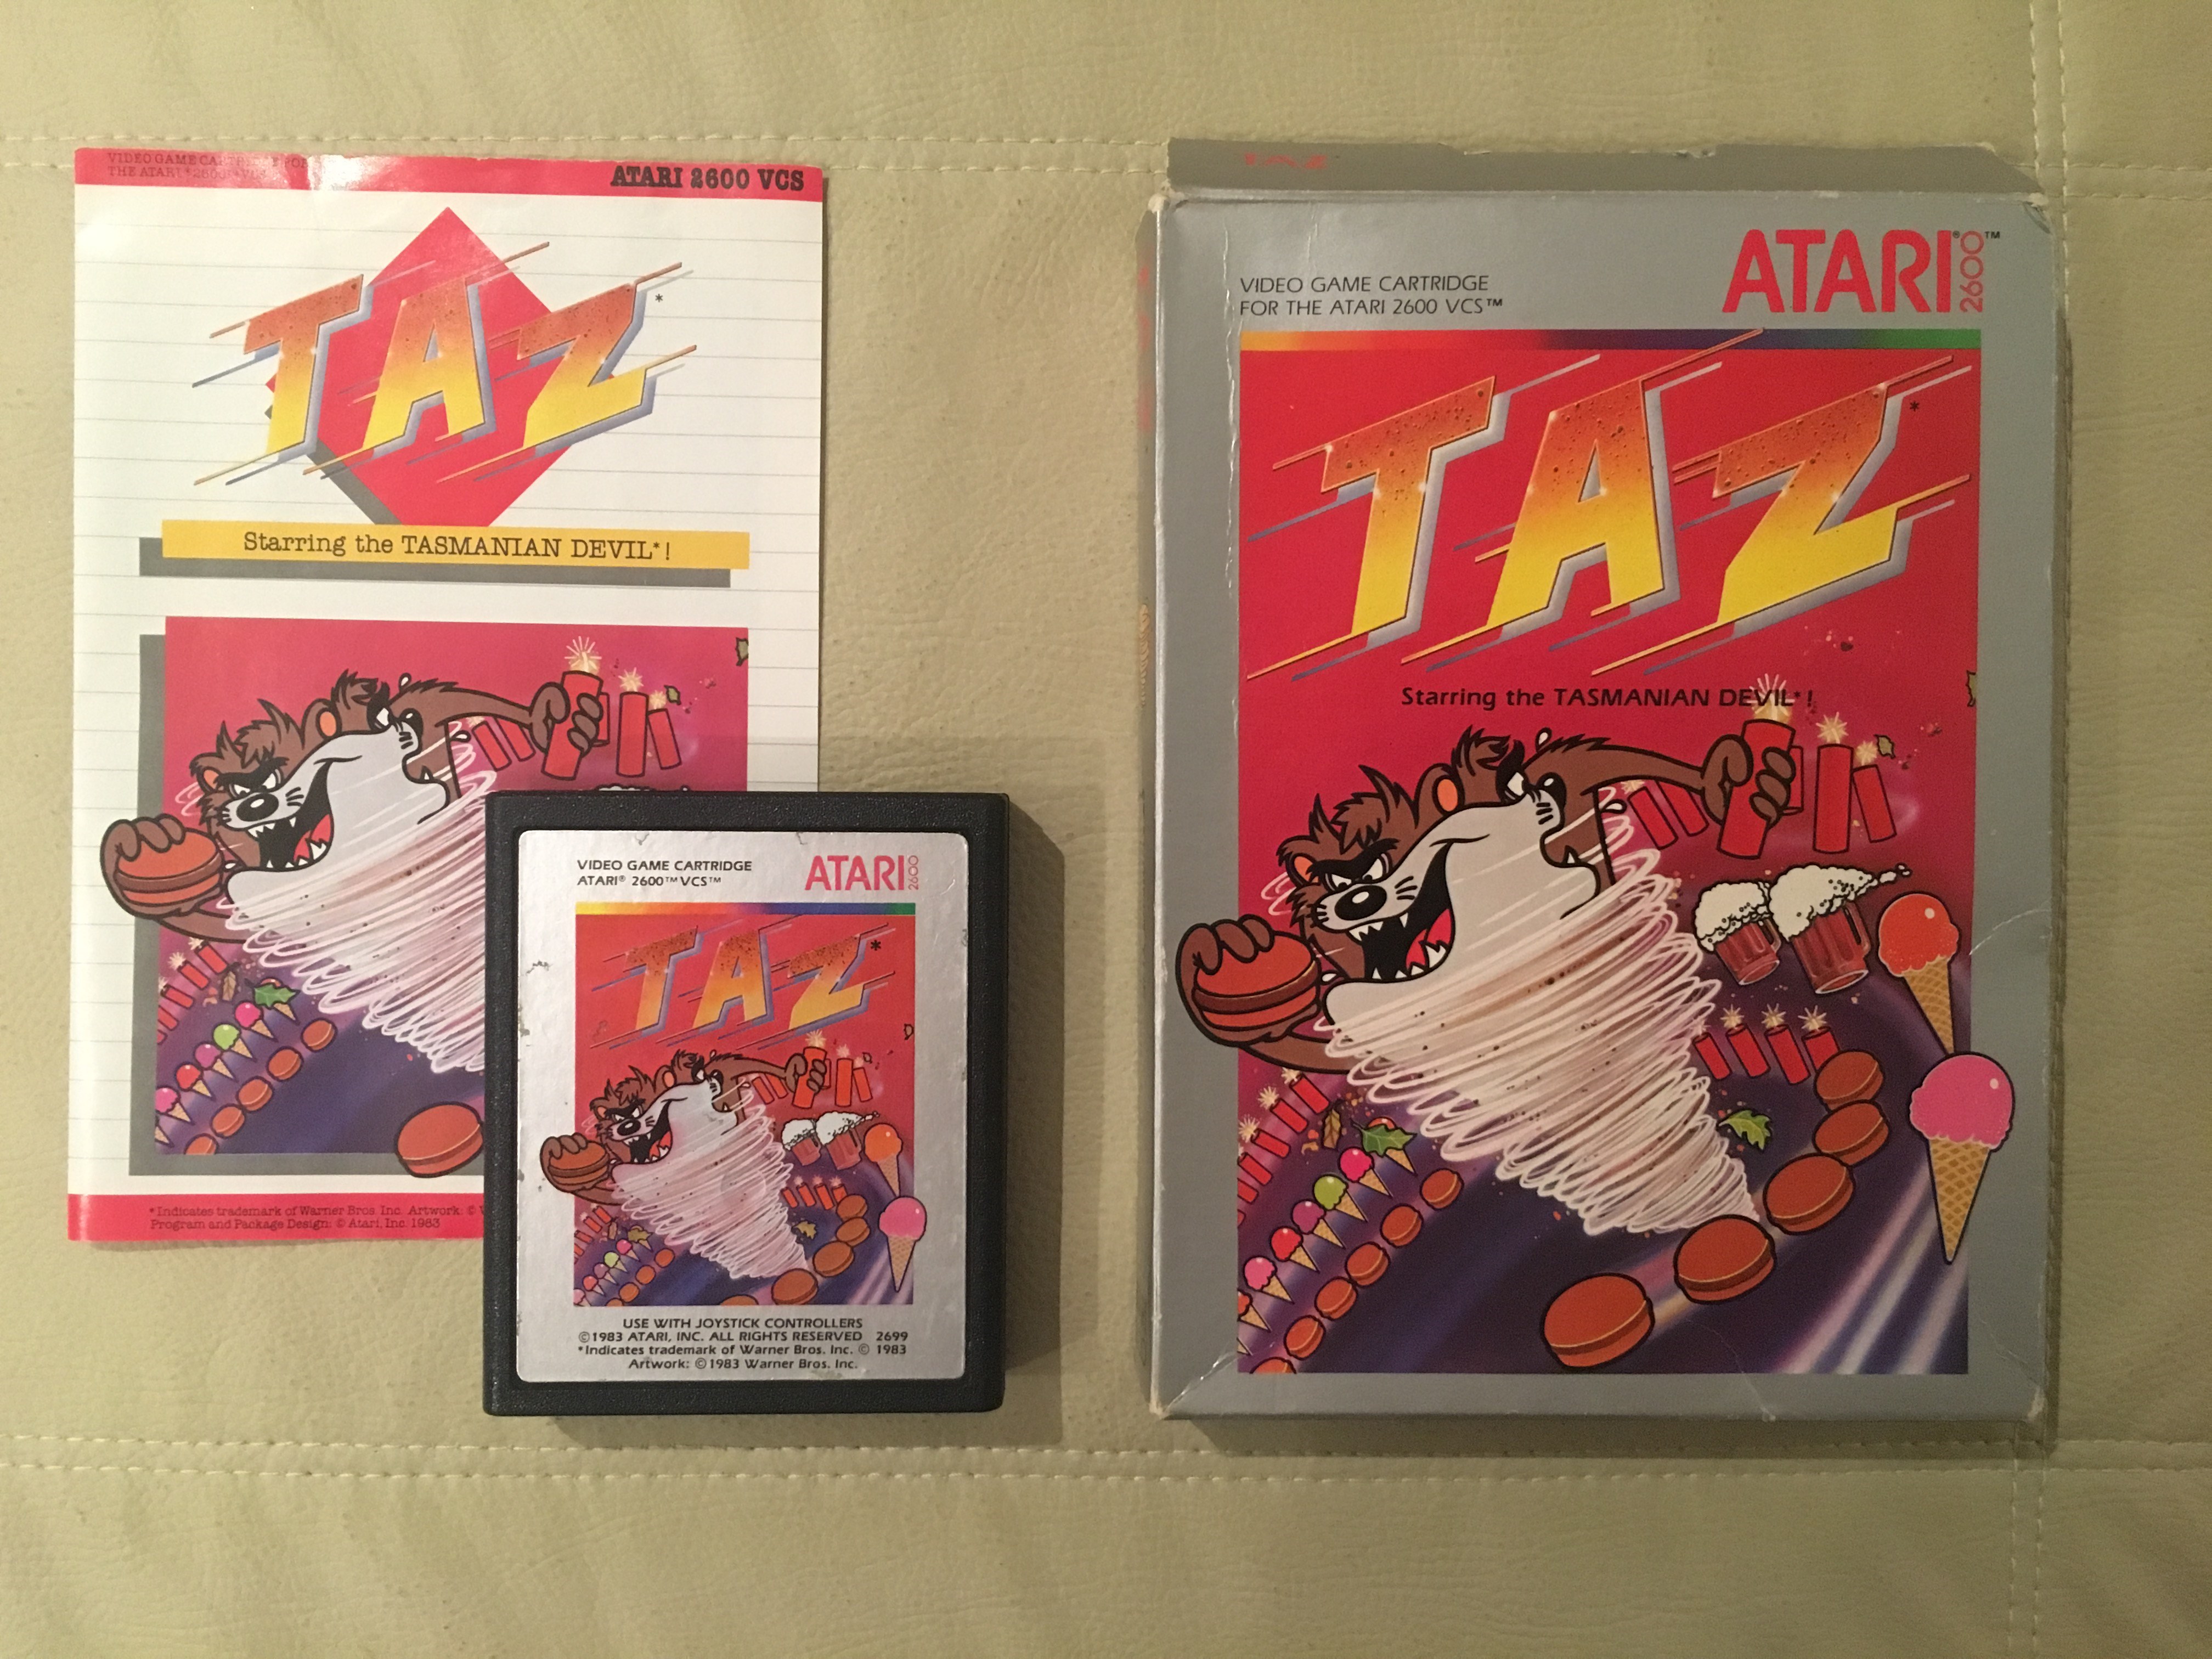 VIDEO GAME CARTRIDGE FOR
THE ATARI® 2600™ VCS
ATARI 2600 VCS
TAZ*
Starring the TASMANIAN DEVIL*!
*Indicates trademark of Warner Bros. Inc. Artwork: ©
Program and Package Design: © Atari, Inc. 1983
VIDEO GAME CARTRIDGE
ATARI® 2600™ VCS™
ATARI 2600
TAZ*
USE WITH JOYSTICK CONTROLLERS
©1983 ATARI, INC. ALL RIGHTS RESERVED 2699
*Indicates trademark of Warner Bros. Inc. © 1983
Artwork: ©1983 Warner Bros. Inc.
TAZ
VIDEO GAME CARTRIDGE
FOR THE ATARI 2600 VCS™
ATARI® 2600™
TAZ*
Starring the TASMANIAN DEVIL*!